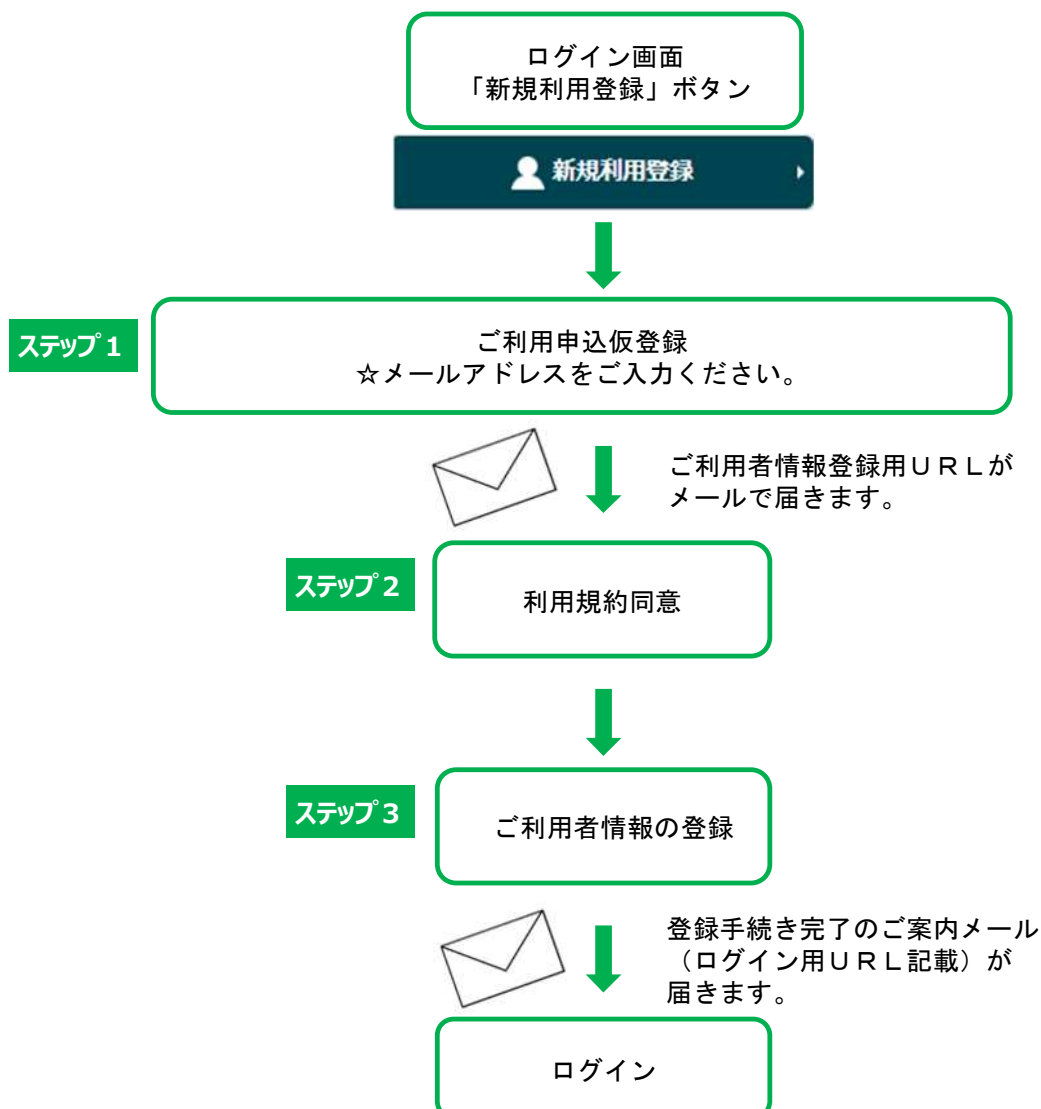 ログイン画面
「新規利用登録」ボタン
新規利用登録
ステップ1
ご利用申込仮登録
☆メールアドレスをご入力ください。
ご利用者情報登録用ＵＲＬが
メールで届きます。
ステップ2
利用規約同意
ステップ3
ご利用者情報の登録
登録手続き完了のご案内メール
（ログイン用ＵＲＬ記載）が
届きます。
ログイン